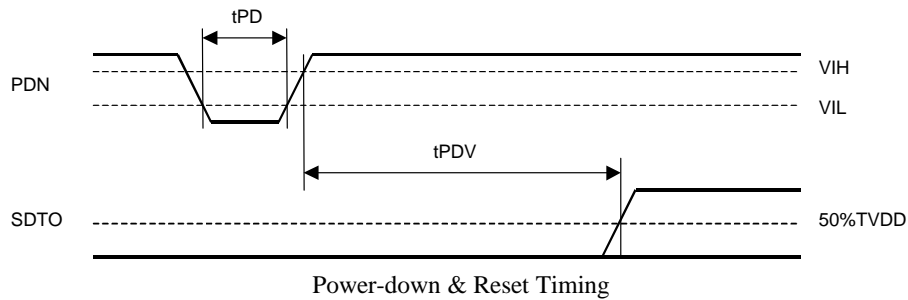 tPD
PDN
VIH
VIL
tPDV
SDTO
50%TVDD
Power-down & Reset Timing